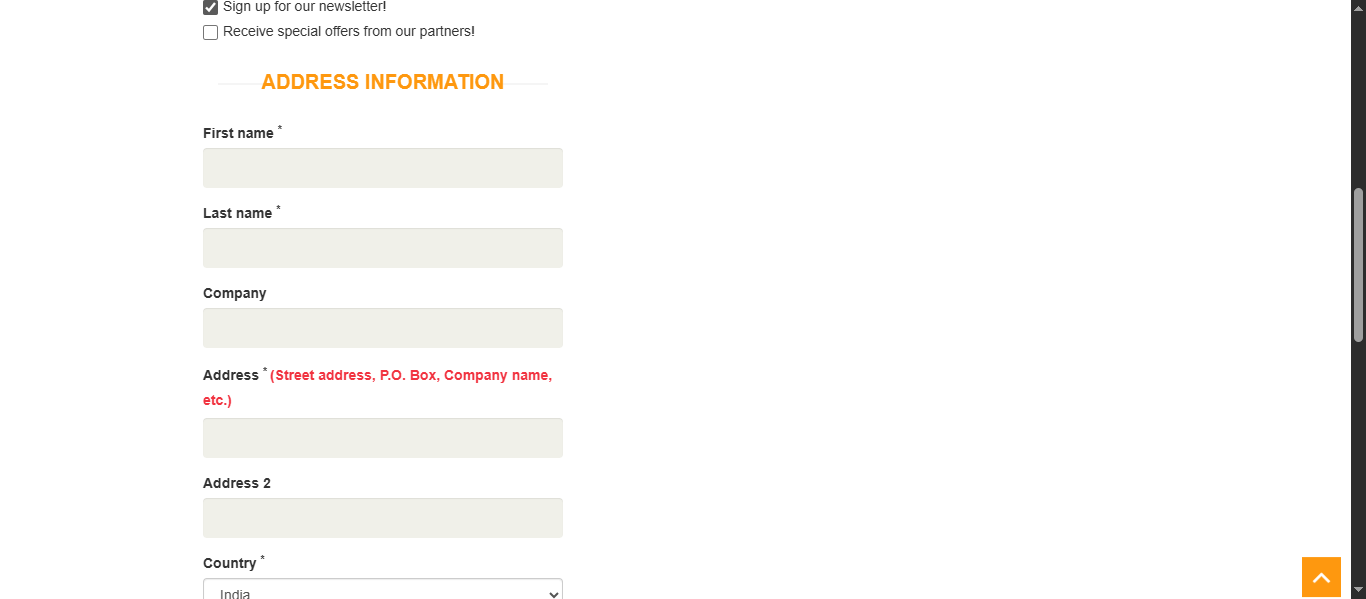 Sign up for our newsletter!
Receive special offers from our partners!
ADDRESS INFORMATION
First name *
Last name *
Company
Address * (Street address, P.O. Box, Company name,
etc.)
Address 2
Country *
India